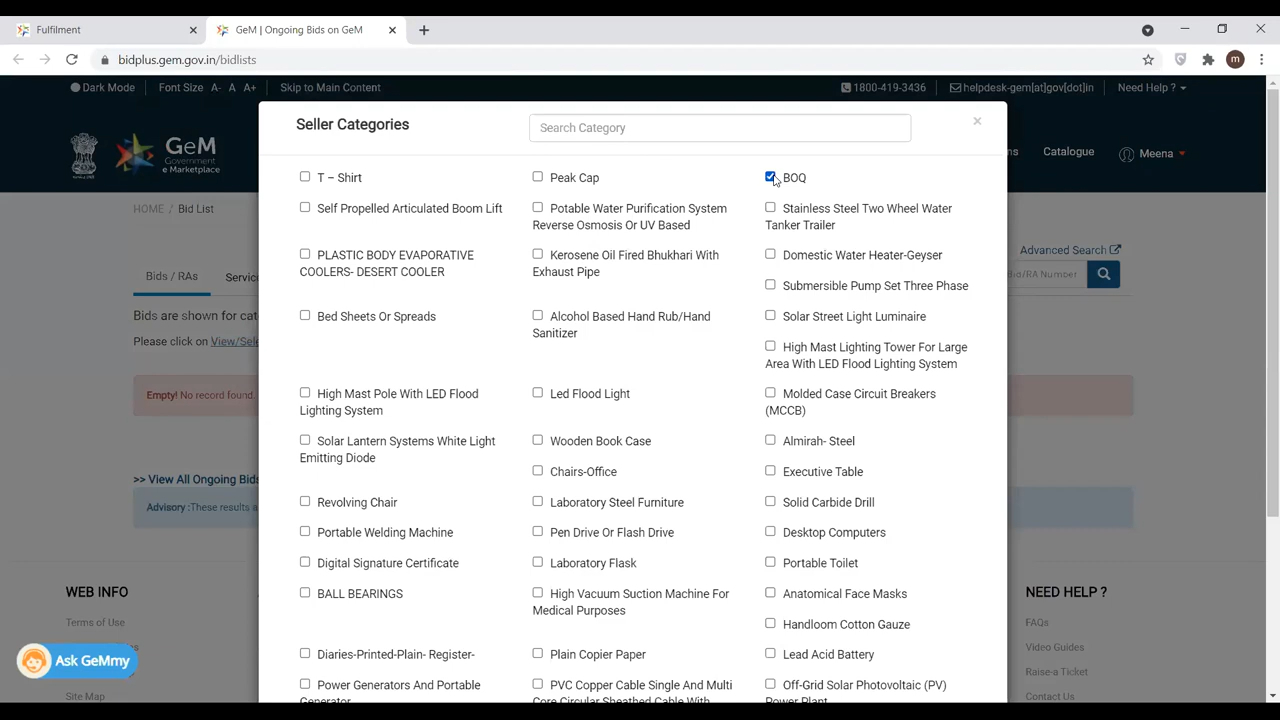 Fulfilment
GeM | Ongoing Bids on GeM
bidplus.gem.gov.in/bidlists
m
Dark Mode
Font Size A- A A+
Skip to Main Content
1800-419-3436
helpdesk-gem[at]gov[dot]in
Need Help ?
GeM
Government
e Marketplace
Catalogue
Meena
HOME / Bid List
Advanced Search
Bids / RAs
Bid/RA Number
Bids are shown for
Please click on
Empty! No record found.
>> View All Ongoing Bids
Advisory :These results
Seller Categories
Search Category
×
T – Shirt
Peak Cap
BOQ
Self Propelled Articulated Boom Lift
Potable Water Purification System
Reverse Osmosis Or UV Based
Stainless Steel Two Wheel Water
Tanker Trailer
PLASTIC BODY EVAPORATIVE
COOLERS- DESERT COOLER
Kerosene Oil Fired Bhukhari With
Exhaust Pipe
Domestic Water Heater-Geyser
Submersible Pump Set Three Phase
Bed Sheets Or Spreads
Alcohol Based Hand Rub/Hand
Sanitizer
Solar Street Light Luminaire
High Mast Lighting Tower For Large
Area With LED Flood Lighting System
High Mast Pole With LED Flood
Lighting System
Led Flood Light
Molded Case Circuit Breakers
(MCCB)
Solar Lantern Systems White Light
Emitting Diode
Wooden Book Case
Almirah- Steel
Chairs-Office
Executive Table
Revolving Chair
Laboratory Steel Furniture
Solid Carbide Drill
Portable Welding Machine
Pen Drive Or Flash Drive
Desktop Computers
Digital Signature Certificate
Laboratory Flask
Portable Toilet
BALL BEARINGS
High Vacuum Suction Machine For
Medical Purposes
Anatomical Face Masks
Handloom Cotton Gauze
Diaries-Printed-Plain- Register-
Plain Copier Paper
Lead Acid Battery
Power Generators And Portable
Generator
PVC Copper Cable Single And Multi
Core Circular Sheathed Cable With
Off-Grid Solar Photovoltaic (PV)
Power Plant
WEB INFO
Terms of Use
Site Map
Ask GeMmy
NEED HELP ?
FAQs
Video Guides
Raise-a Ticket
Contact Us